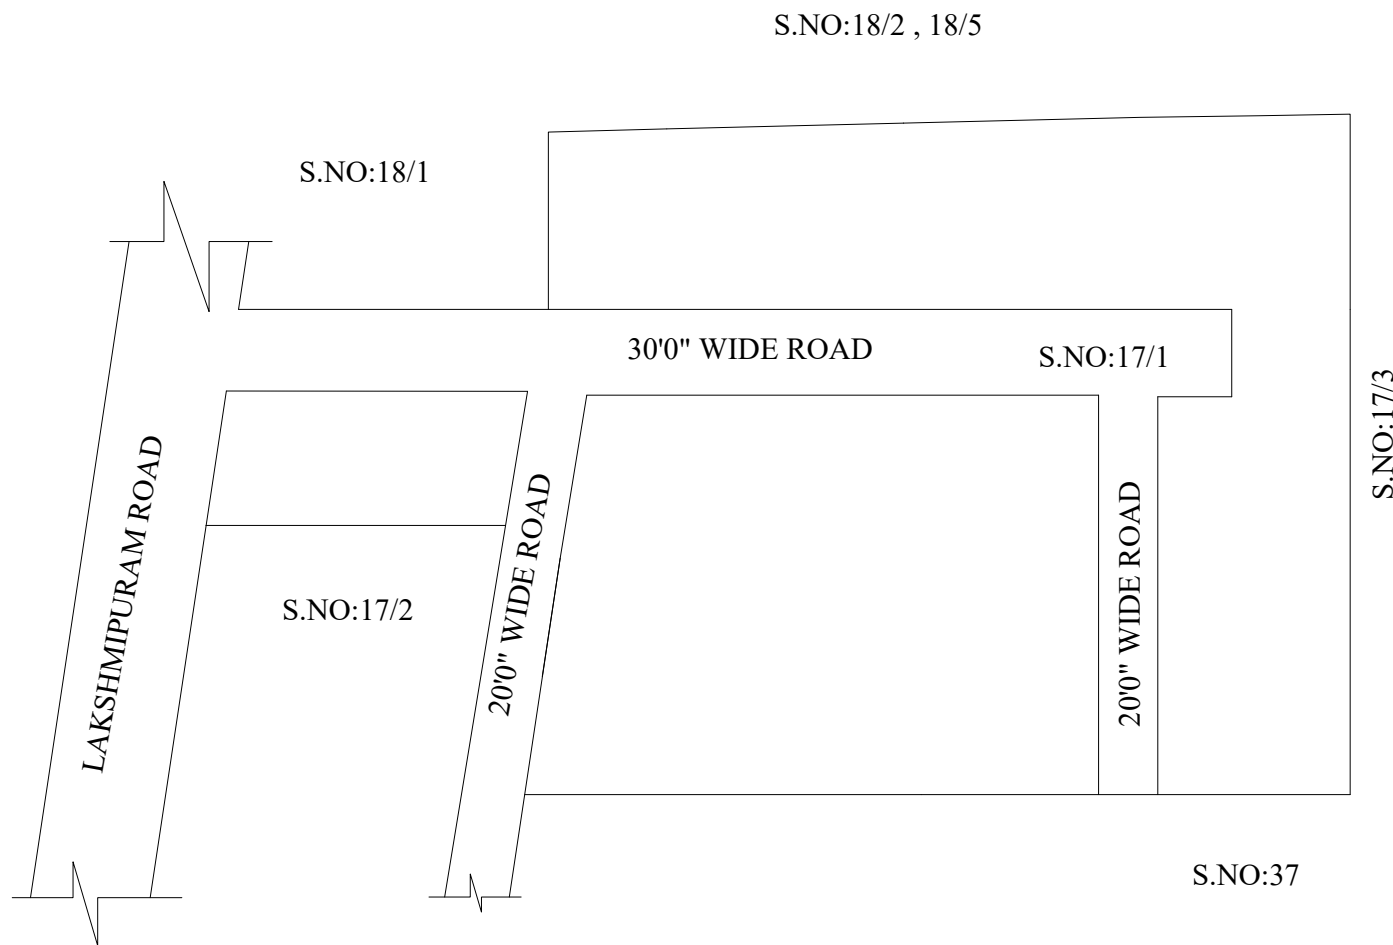 S.NO:18/2 , 18/5
S.NO:18/1
30'0" WIDE ROAD
S.NO:17/1
S.NO:17/3
LAKSHMIPURAM ROAD
20'0" WIDE ROAD
20'0" WIDE ROAD
S.NO:17/2
S.NO:37